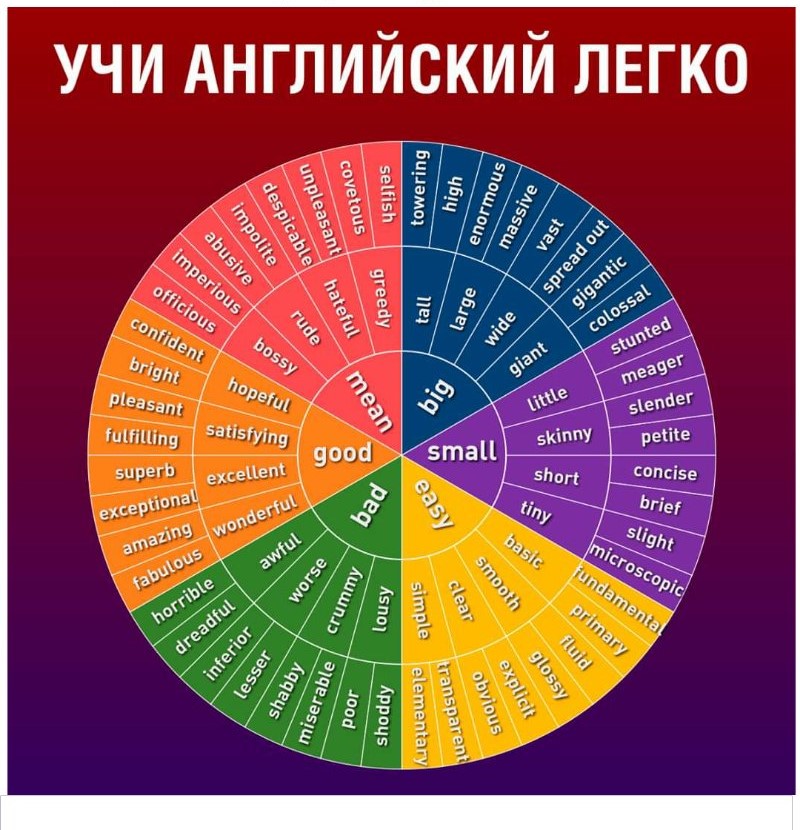 УЧИ АНГЛИЙСКИЙ ЛЕГКО
big
tall
large
wide
giant
towering
high
enormous
massive
vast
spread out
gigantic
colossal
small
little
skinny
short
tiny
stunted
meager
slender
petite
concise
brief
slight
microscopic
easy
basic
smooth
clear
simple
fundamental
primary
fluid
glossy
explicit
obvious
transparent
elementary
bad
lousy
crummy
worse
awful
shoddy
poor
miserable
shabby
lesser
inferior
dreadful
horrible
good
wonderful
excellent
satisfying
hopeful
fabulous
amazing
exceptional
superb
fulfilling
pleasant
bright
confident
mean
bossy
rude
hateful
greedy
officious
imperious
abusive
impolite
despicable
unpleasant
covetous
selfish